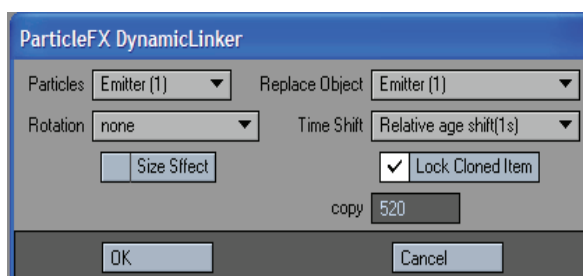 ParticleFX DynamicLinker
Particles Emitter (1) Replace Object Emitter (1)
Rotation none Time Shift Relative age shift(1s)
Size Sffect Lock Cloned Item
copy 520
OK Cancel